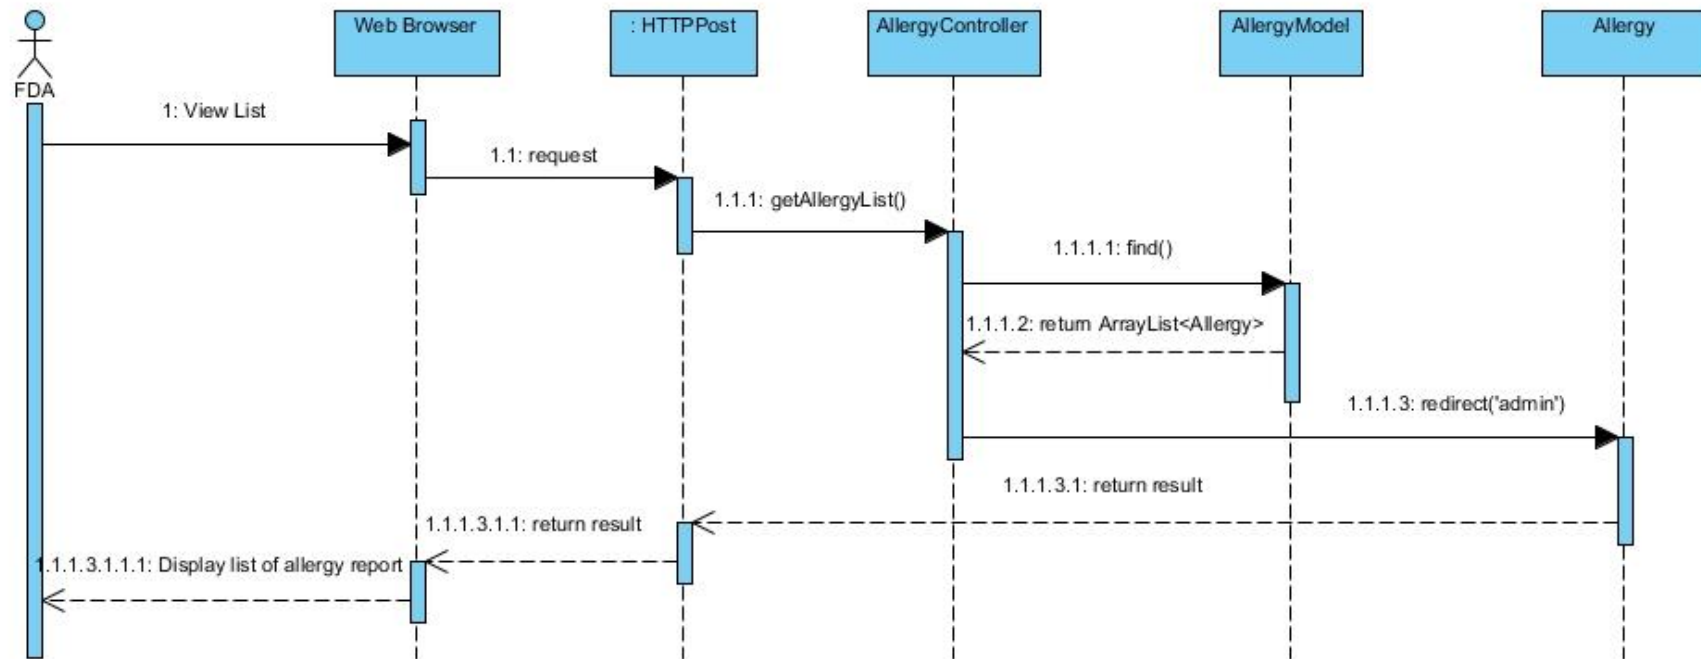 Web Browser
: HTTPPost
AllergyController
AllergyModel
Allergy
FDA
1: View List
1.1: request
1.1.1: getAllergyList()
1.1.1.1: find()
1.1.1.2: return ArrayList<Allergy>
1.1.1.3: redirect('admin')
1.1.1.3.1: return result
1.1.1.3.1.1: return result
1.1.1.3.1.1.1: Display list of allergy report